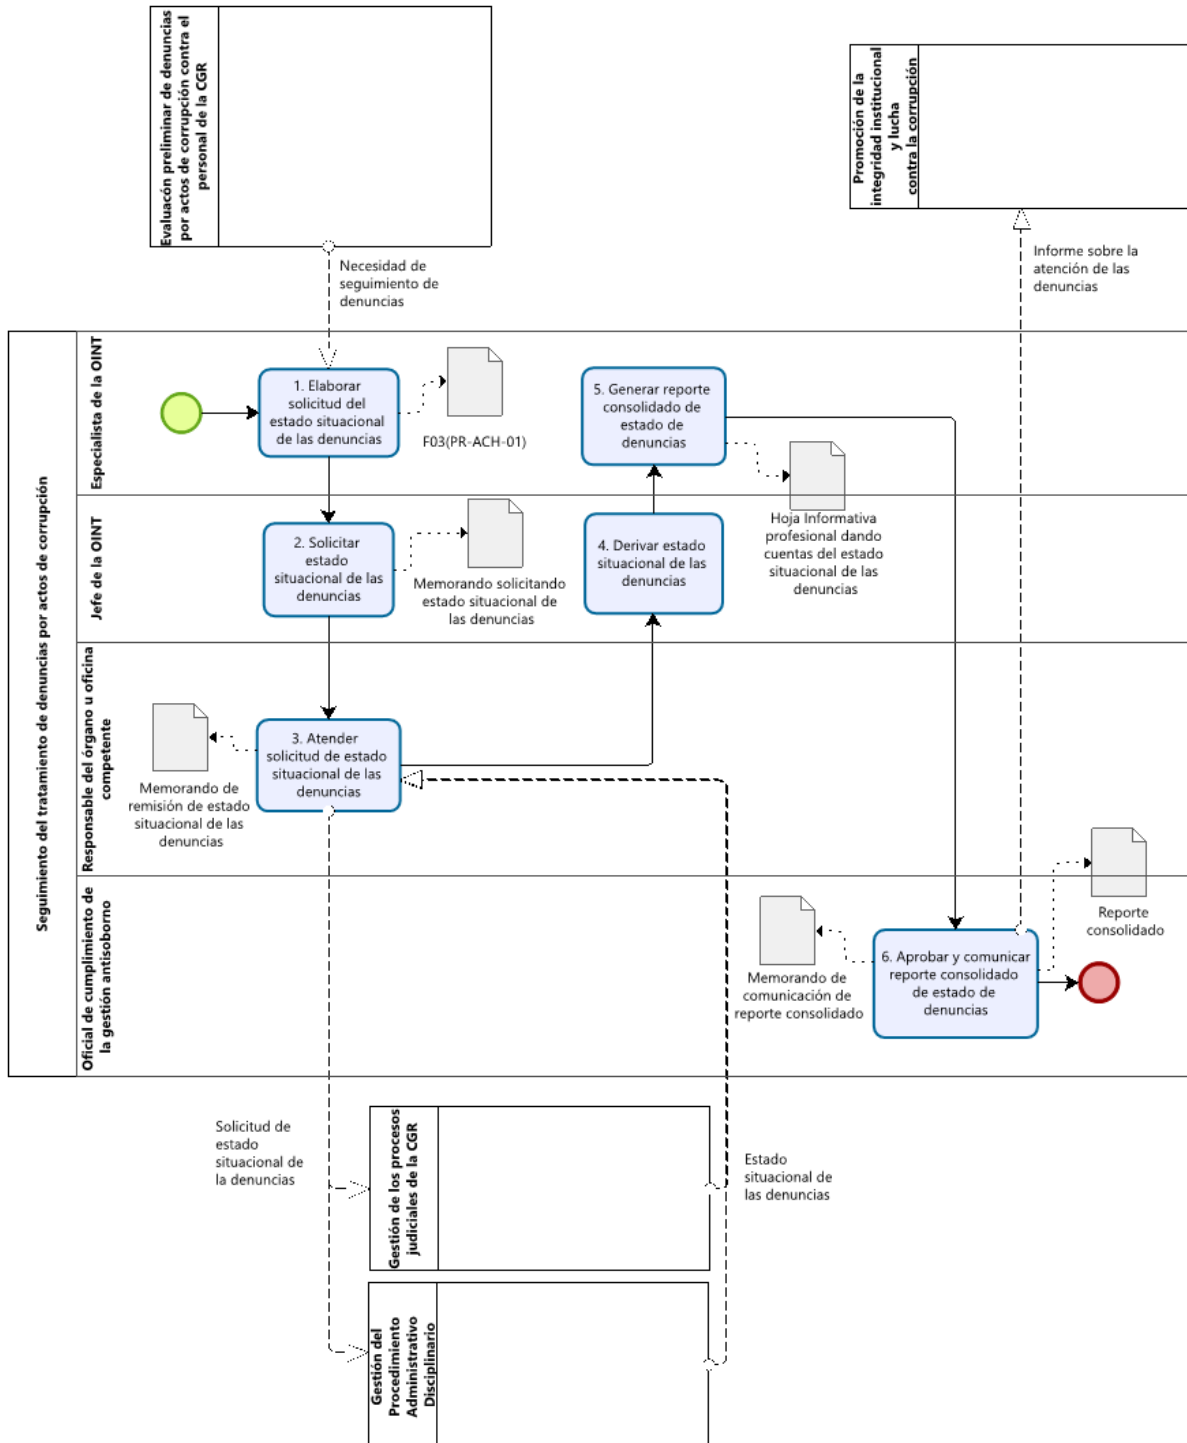 Evaluacón preliminar de denuncias
por actos de corrupción contra el
personal de la CGR
Promoción de la
integridad institucional
y lucha
contra la corrupción
Necesidad de
seguimiento de
denuncias
Informe sobre la
atención de las
denuncias
Seguimiento del tratamiento de denuncias por actos de corrupción
Especialista de la OINT
1. Elaborar
solicitud del
estado situacional
de las denuncias
F03(PR-ACH-01)
5. Generar reporte
consolidado de
estado de
denuncias
Hoja Informativa
profesional dando
cuentas del estado
situacional de las
denuncias
Jefe de la OINT
2. Solicitar
estado
situacional de las
denuncias
Memorando solicitando
estado situacional de
las denuncias
4. Derivar estado
situacional de las
denuncias
Responsable del órgano u oficina
competente
3. Atender
solicitud de estado
situacional de las
denuncias
Memorando de
remisión de estado
situacional de las
denuncias
Oficial de cumplimiento de
la gestión antisoborno
Memorando de
comunicación de
reporte consolidado
6. Aprobar y comunicar
reporte consolidado
de estado de
denuncias
Reporte
consolidado
Solicitud de
estado
situacional de
la denuncias
Gestión de los procesos
judiciales de la CGR
Estado
situacional de
las denuncias
Gestión del
Procedimiento
Administrativo
Disciplinario